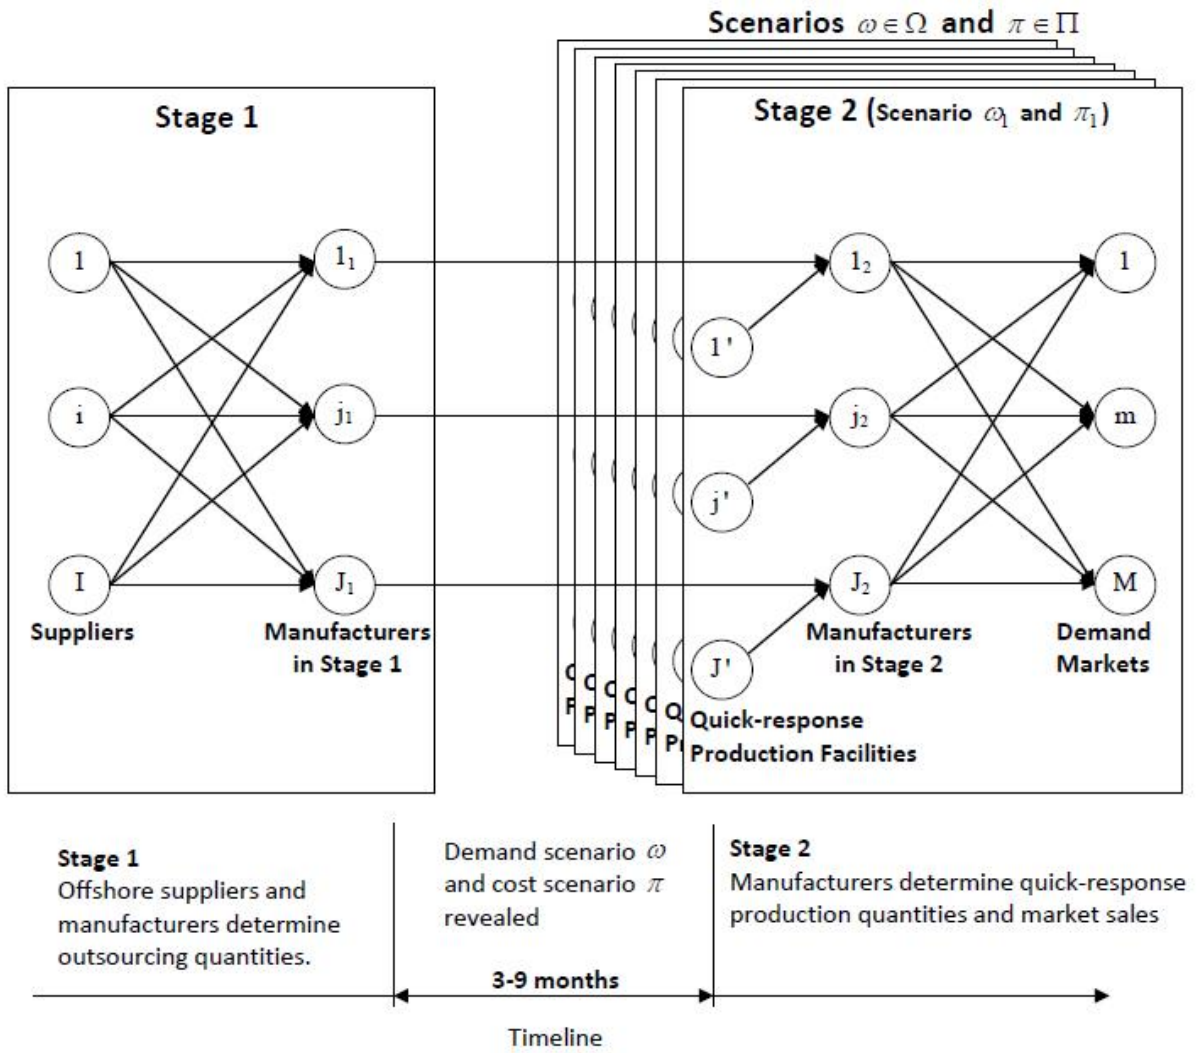 Scenarios ω∈Ω and π∈Π
Stage 1
Stage 2 (Scenario ω₁ and π₁)
1
1₁
1₂
1
1'
i
j₁
j₂
m
j'
I
J₁
J₂
M
J'
Suppliers
Manufacturers
in Stage 1
Manufacturers
in Stage 2
Demand
Markets
Quick-response
Production Facilities
Stage 1
Offshore suppliers and
manufacturers determine
outsourcing quantities.
Demand scenario ω
and cost scenario π
revealed
Stage 2
Manufacturers determine quick-response
production quantities and market sales
3-9 months
Timeline